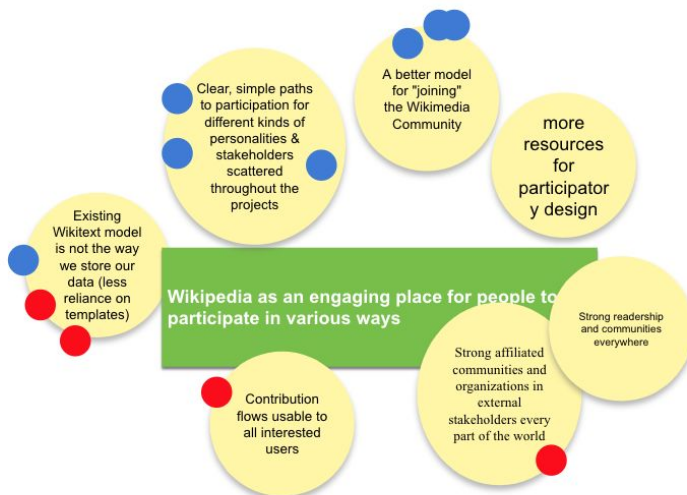 A better model
for "joining"
the Wikimedia
Community
Clear, simple paths
to participation for
different kinds of
personalities &
stakeholders
scattered
throughout the
projects
more
resources
for
participator
y design
Existing
Wikitext model
is not the way
we store our
data (less
reliance on
templates)
Wikipedia as an engaging place for people to
participate in various ways
Strong readership
and communities
everywhere
Strong affiliated
communities and
organizations in
external
stakeholders every
part of the world
Contribution
flows usable to
all interested
users